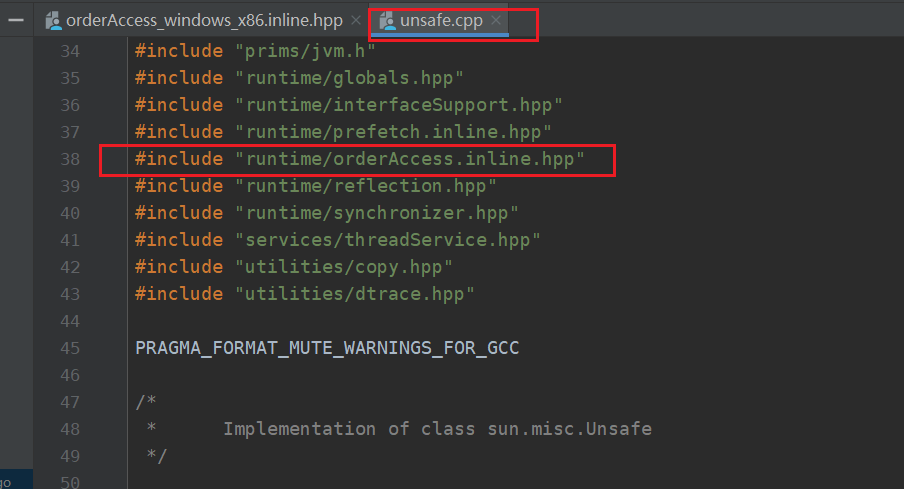 orderAccess_windows_x86.inline.hpp × unsafe.cpp ×
34 #include "prims/jvm.h"
35 #include "runtime/globals.hpp"
36 #include "runtime/interfaceSupport.hpp"
37 #include "runtime/prefetch.inline.hpp"
38 #include "runtime/orderAccess.inline.hpp"
39 #include "runtime/reflection.hpp"
40 #include "runtime/synchronizer.hpp"
41 #include "services/threadService.hpp"
42 #include "utilities/copy.hpp"
43 #include "utilities/dtrace.hpp"
44
45 PRAGMA_FORMAT_MUTE_WARNINGS_FOR_GCC
46
47 /*
48  *      Implementation of class sun.misc.Unsafe
49  */
50